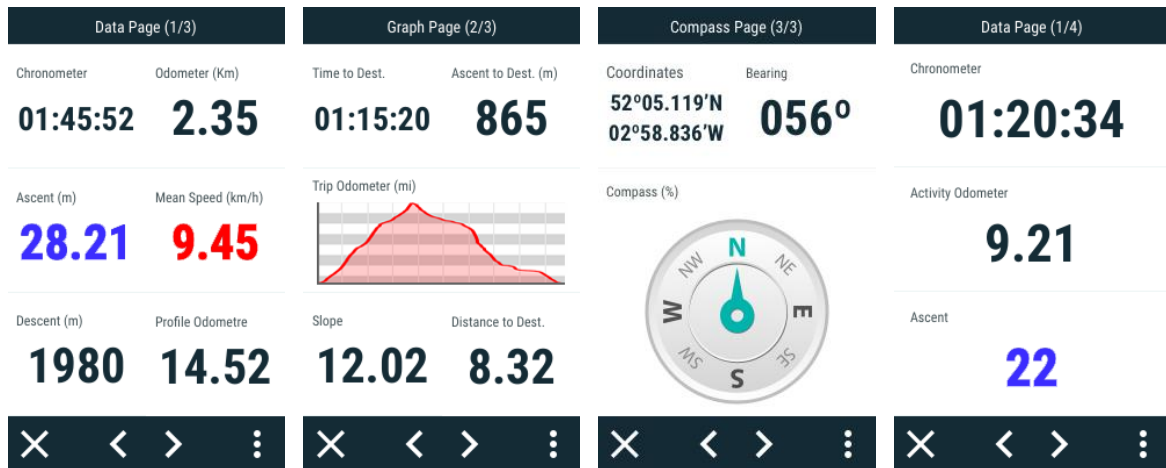 Data Page (1/3)
Chronometer Odometer (Km)
01:45:52 2.35
Ascent (m) Mean Speed (km/h)
28.21 9.45
Descent (m) Profile Odometre
1980 14.52
Graph Page (2/3)
Time to Dest. Ascent to Dest. (m)
01:15:20 865
Trip Odometer (mi)
Slope Distance to Dest.
12.02 8.32
Compass Page (3/3)
Coordinates Bearing
52º05.119'N 056º
02º58.836'W
Compass (%)
N
NW NE
W E
SW SE
S
Data Page (1/4)
Chronometer
01:20:34
Activity Odometer
9.21
Ascent
22